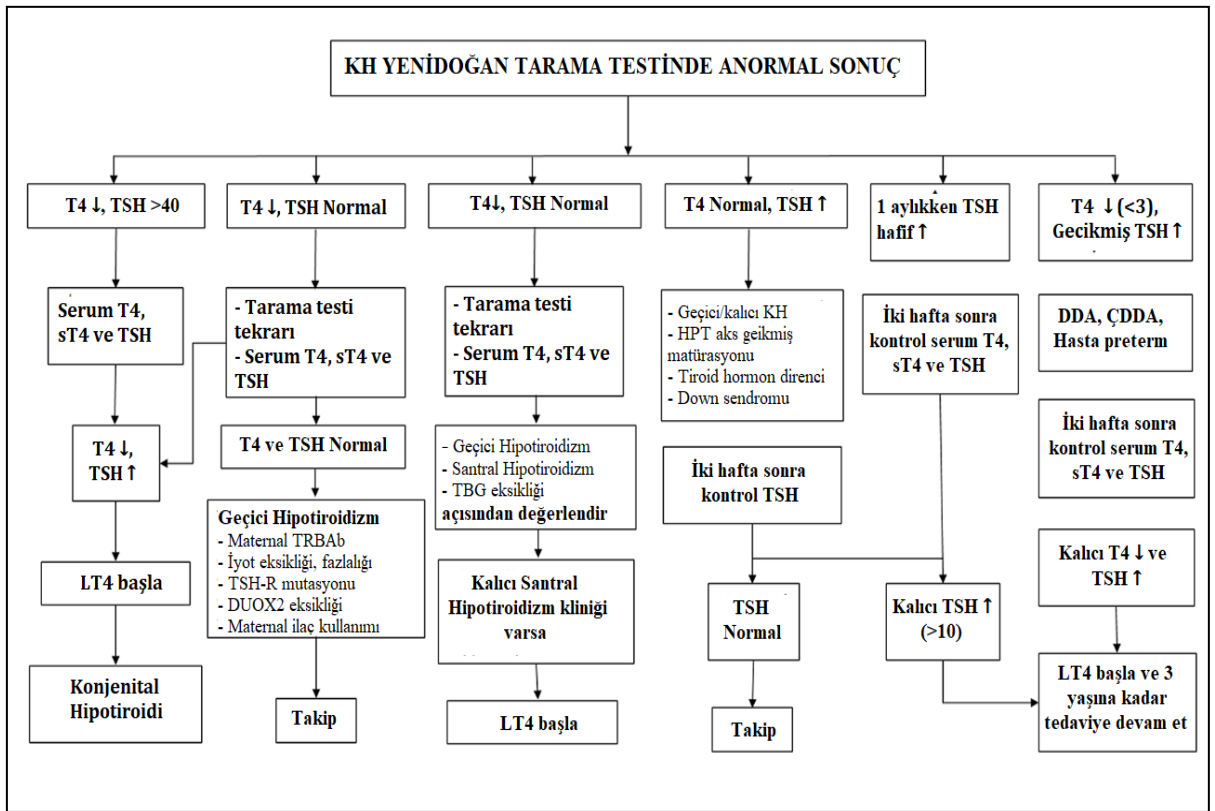 KH YENİDOĞAN TARAMA TESTİNDE ANORMAL SONUÇ
T4 ↓, TSH >40
T4 ↓, TSH Normal
T4↓, TSH Normal
T4 Normal, TSH ↑
1 aylıkken TSH
hafif ↑
T4 ↓ (<3),
Gecikmiş TSH ↑
Serum T4,
sT4 ve TSH
- Tarama testi
tekrarı
- Serum T4, sT4 ve
TSH
- Tarama testi
tekrarı
- Serum T4, sT4 ve
TSH
- Geçici/kalıcı KH
- HPT aks geikmiş
matürasyonu
- Tiroid hormon direnci
- Down sendromu
İki hafta sonra
kontrol serum T4,
sT4 ve TSH
DDA, ÇDDA,
Hasta preterm
T4 ↓,
TSH ↑
T4 ve TSH Normal
- Geçici Hipotiroidizm
- Santral Hipotiroidizm
- TBG eksikliği
açısından değerlendir
İki hafta sonra
kontrol TSH
İki hafta sonra
kontrol serum T4,
sT4 ve TSH
LT4 başla
Geçici Hipotiroidizm
- Maternal TRBAb
- İyot eksikliği, fazlalığı
- TSH-R mutasyonu
- DUOX2 eksikliği
- Maternal ilaç kullanımı
Kalıcı Santral
Hipotiroidizm kliniği
varsa
TSH
Normal
Kalıcı TSH ↑
(>10)
Kalıcı T4 ↓ ve
TSH ↑
Konjenital
Hipotiroidi
Takip
LT4 başla
Takip
LT4 başla ve 3
yaşına kadar
tedaviye devam et